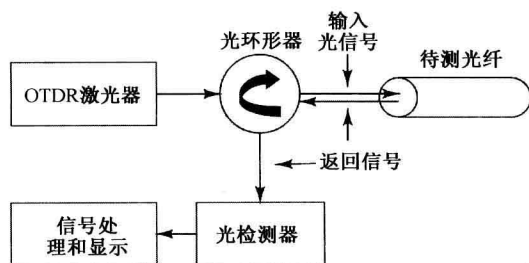 光环形器
输入
光信号
待测光纤
OTDR激光器
返回信号
信号处
理和显示
光检测器